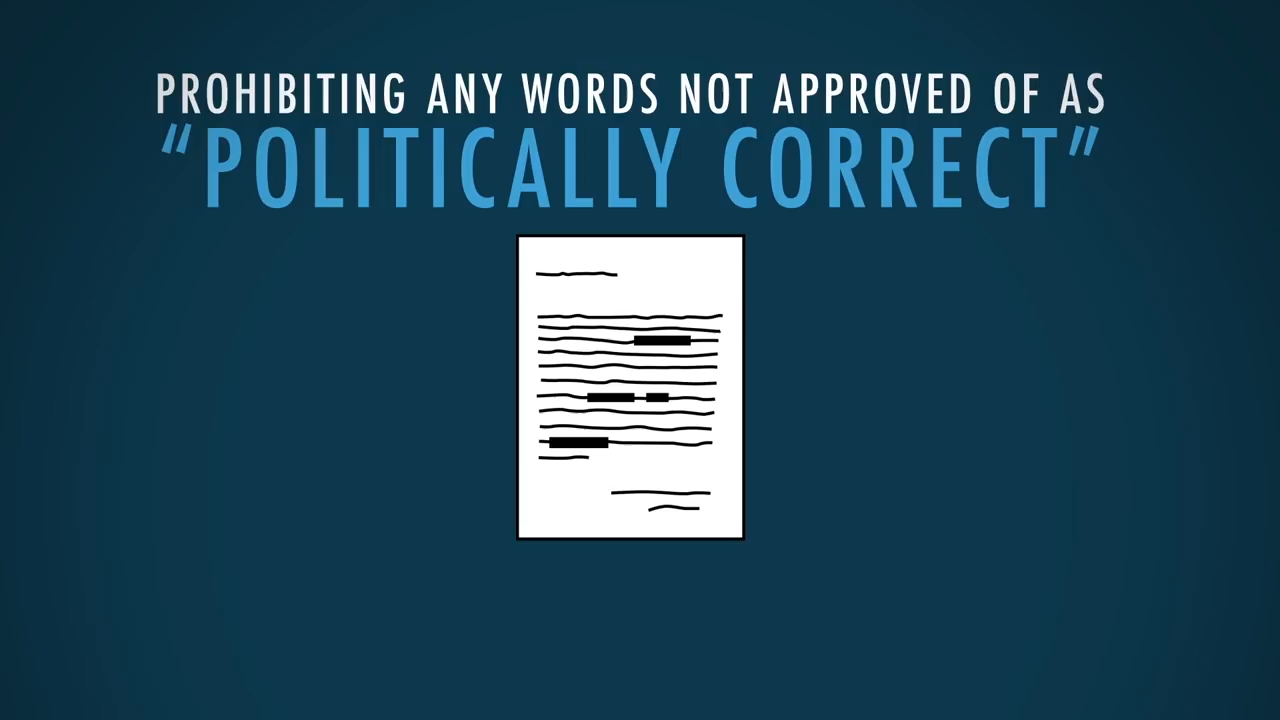 PROHIBITING ANY WORDS NOT APPROVED OF AS
“POLITICALLY CORRECT”